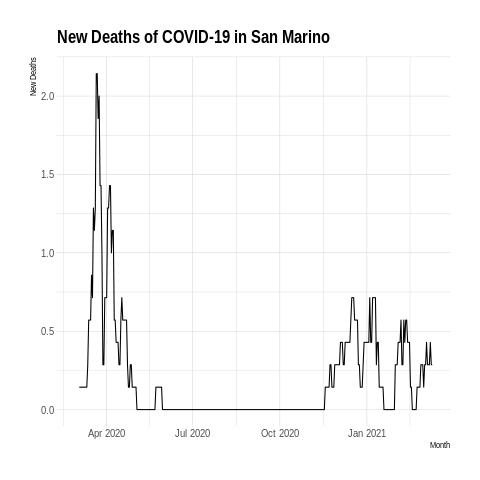 New Deaths of COVID-19 in San Marino
New Deaths
2.0
1.5
1.0
0.5
0.0
Apr 2020 Jul 2020 Oct 2020 Jan 2021
Month